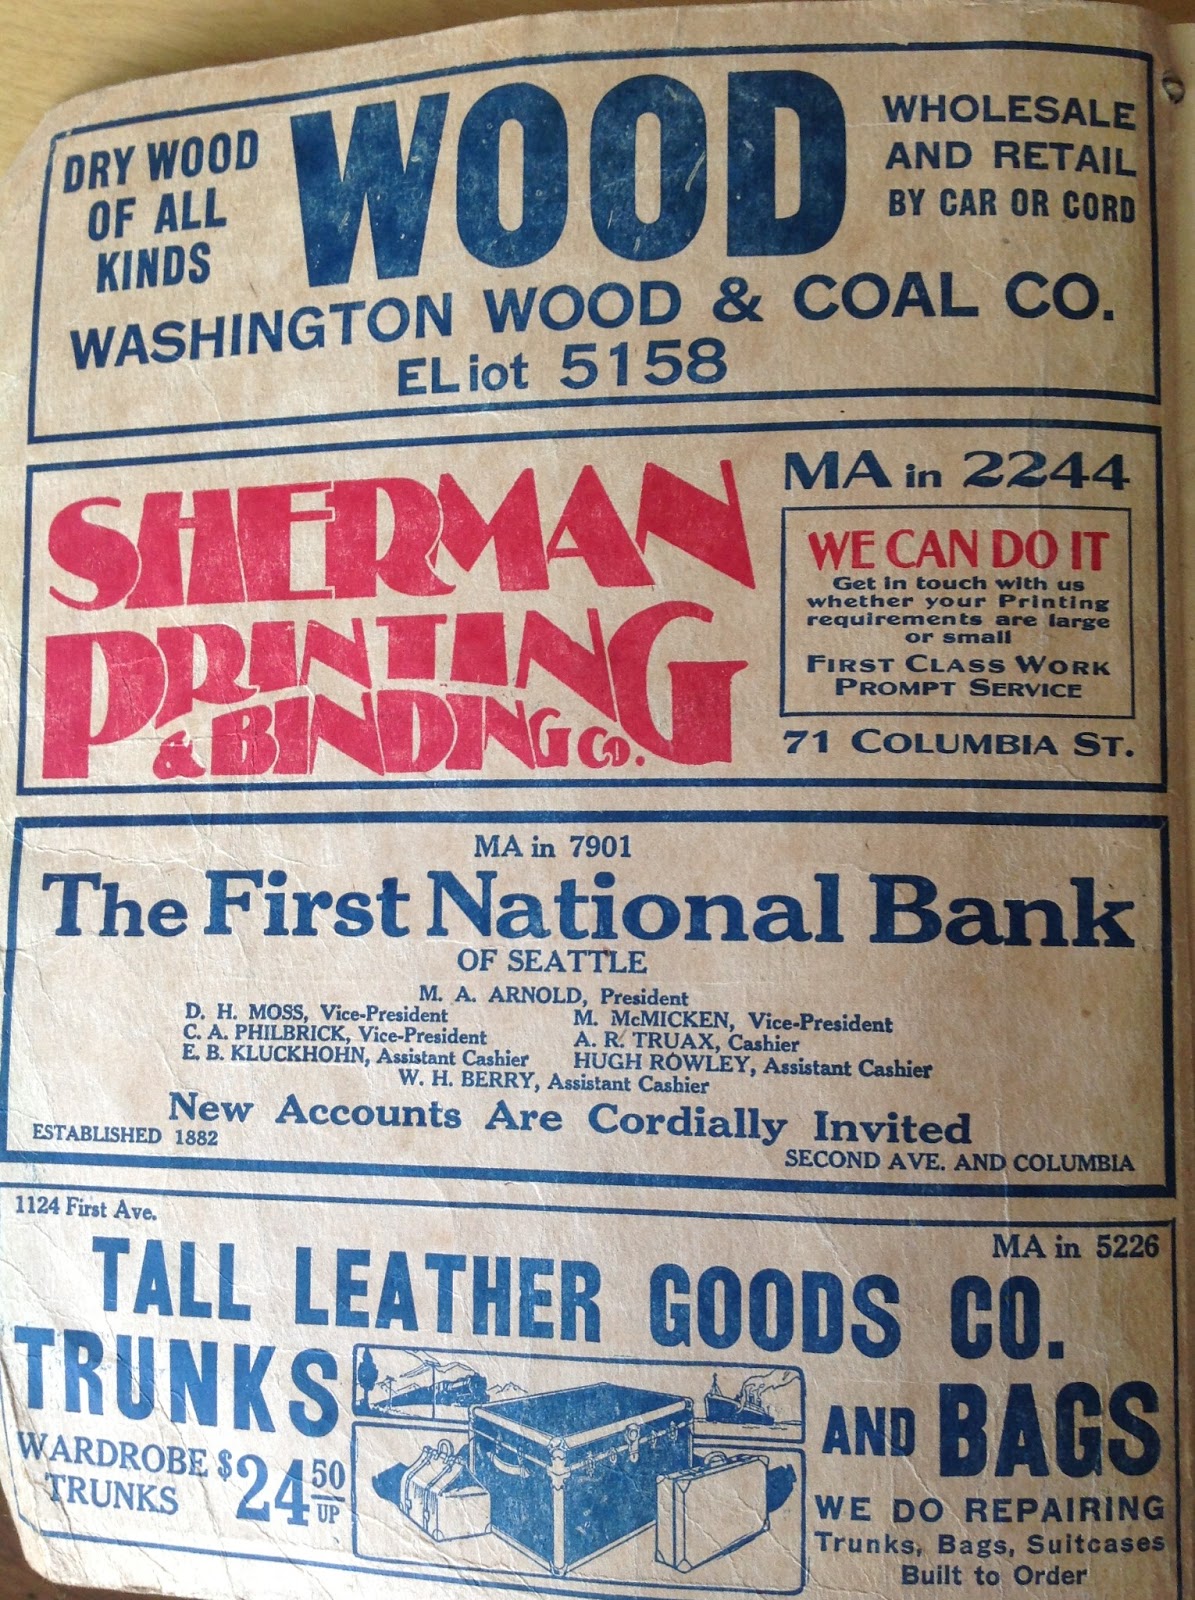 DRY WOOD
OF ALL
KINDS
WOOD
WHOLESALE
AND RETAIL
BY CAR OR CORD
WASHINGTON WOOD & COAL CO.
ELiot 5158
SHERMAN
PRINTING
& BINDING CO.
MA in 2244
WE CAN DO IT
Get in touch with us
whether your Printing
requirements are large
or small
FIRST CLASS WORK
PROMPT SERVICE
71 COLUMBIA ST.
MA in 7901
The First National Bank
OF SEATTLE
M. A. ARNOLD, President
D. H. MOSS, Vice-President M. McMICKEN, Vice-President
C. A. PHILBRICK, Vice-President A. R. TRUAX, Cashier
E. B. KLUCKHOHN, Assistant Cashier HUGH ROWLEY, Assistant Cashier
W. H. BERRY, Assistant Cashier
New Accounts Are Cordially Invited
ESTABLISHED 1882
SECOND AVE. AND COLUMBIA
1124 First Ave.
MA in 5226
TALL LEATHER GOODS CO.
TRUNKS
WARDROBE
TRUNKS
$24 50
UP
AND BAGS
WE DO REPAIRING
Trunks, Bags, Suitcases
Built to Order